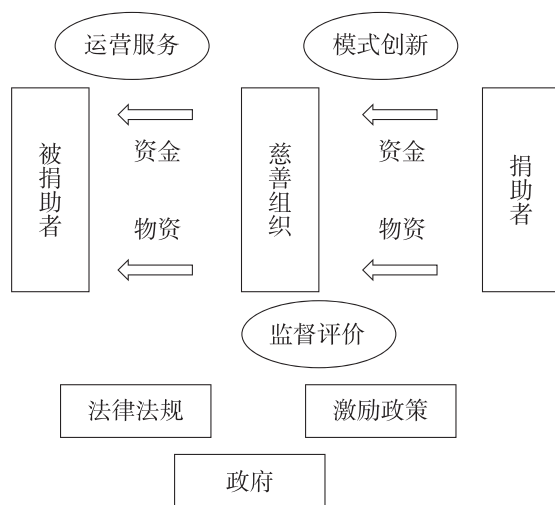 运营服务
模式创新
被捐助者
资金
物资
慈善组织
资金
物资
捐助者
监督评价
法律法规
激励政策
政府